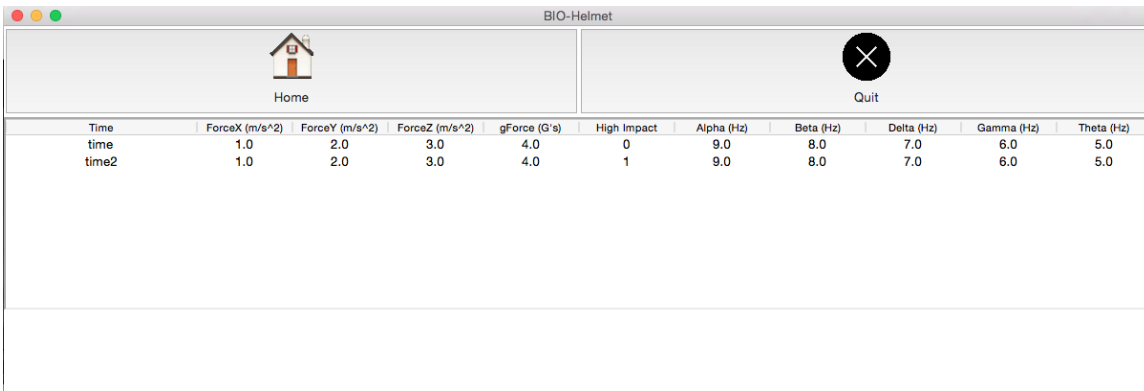 BIO-Helmet
Home Quit
Time ForceX (m/s^2) ForceY (m/s^2) ForceZ (m/s^2) gForce (G's) High Impact Alpha (Hz) Beta (Hz) Delta (Hz) Gamma (Hz) Theta (Hz)
time 1.0 2.0 3.0 4.0 0 9.0 8.0 7.0 6.0 5.0
time2 1.0 2.0 3.0 4.0 1 9.0 8.0 7.0 6.0 5.0